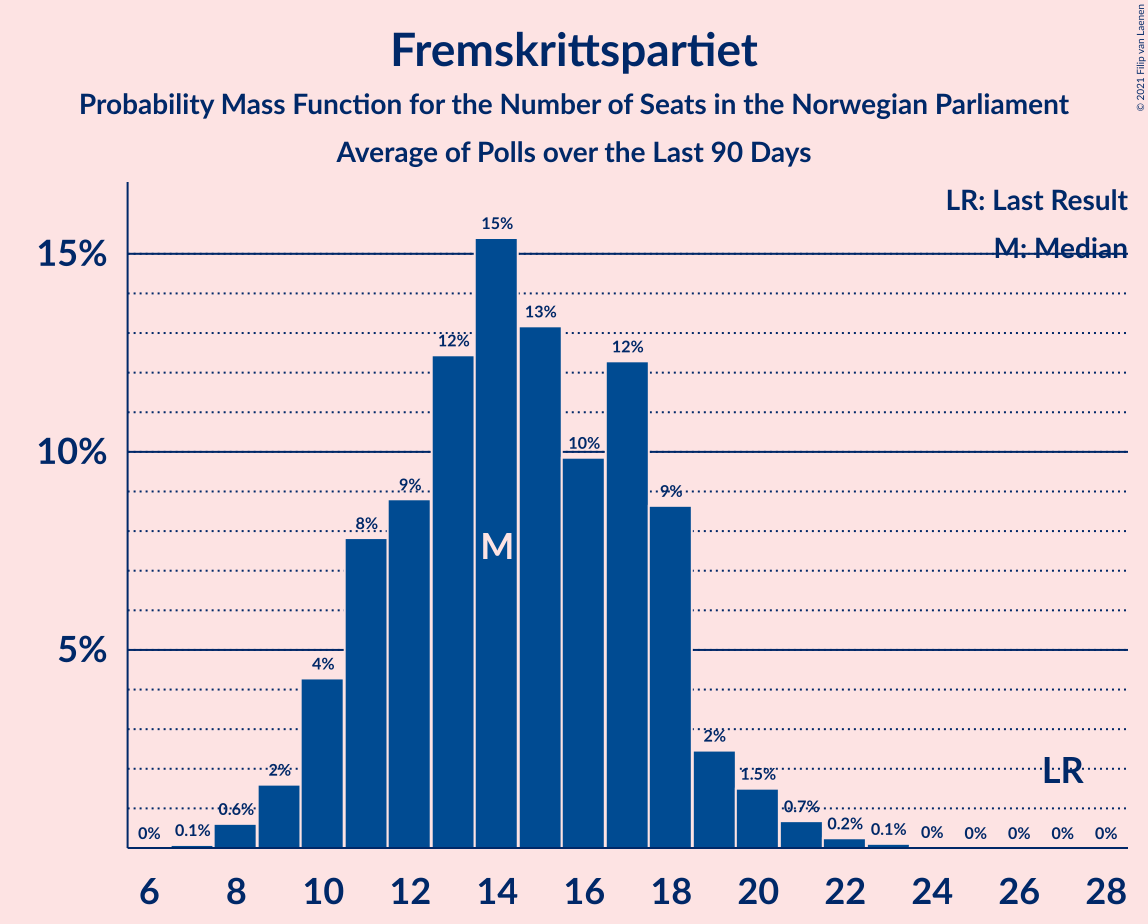 Fremskrittspartiet
Probability Mass Function for the Number of Seats in the Norwegian Parliament
Average of Polls over the Last 90 Days
© 2021 Filip van Laenen
LR: Last Result
M: Median
15%
10%
5%
0%
0.1%
0.6%
2%
4%
8%
9%
12%
15%
13%
10%
12%
9%
2%
1.5%
0.7%
0.2%
0.1%
0%
0%
0%
0%
0%
M
LR
6 8 10 12 14 16 18 20 22 24 26 28